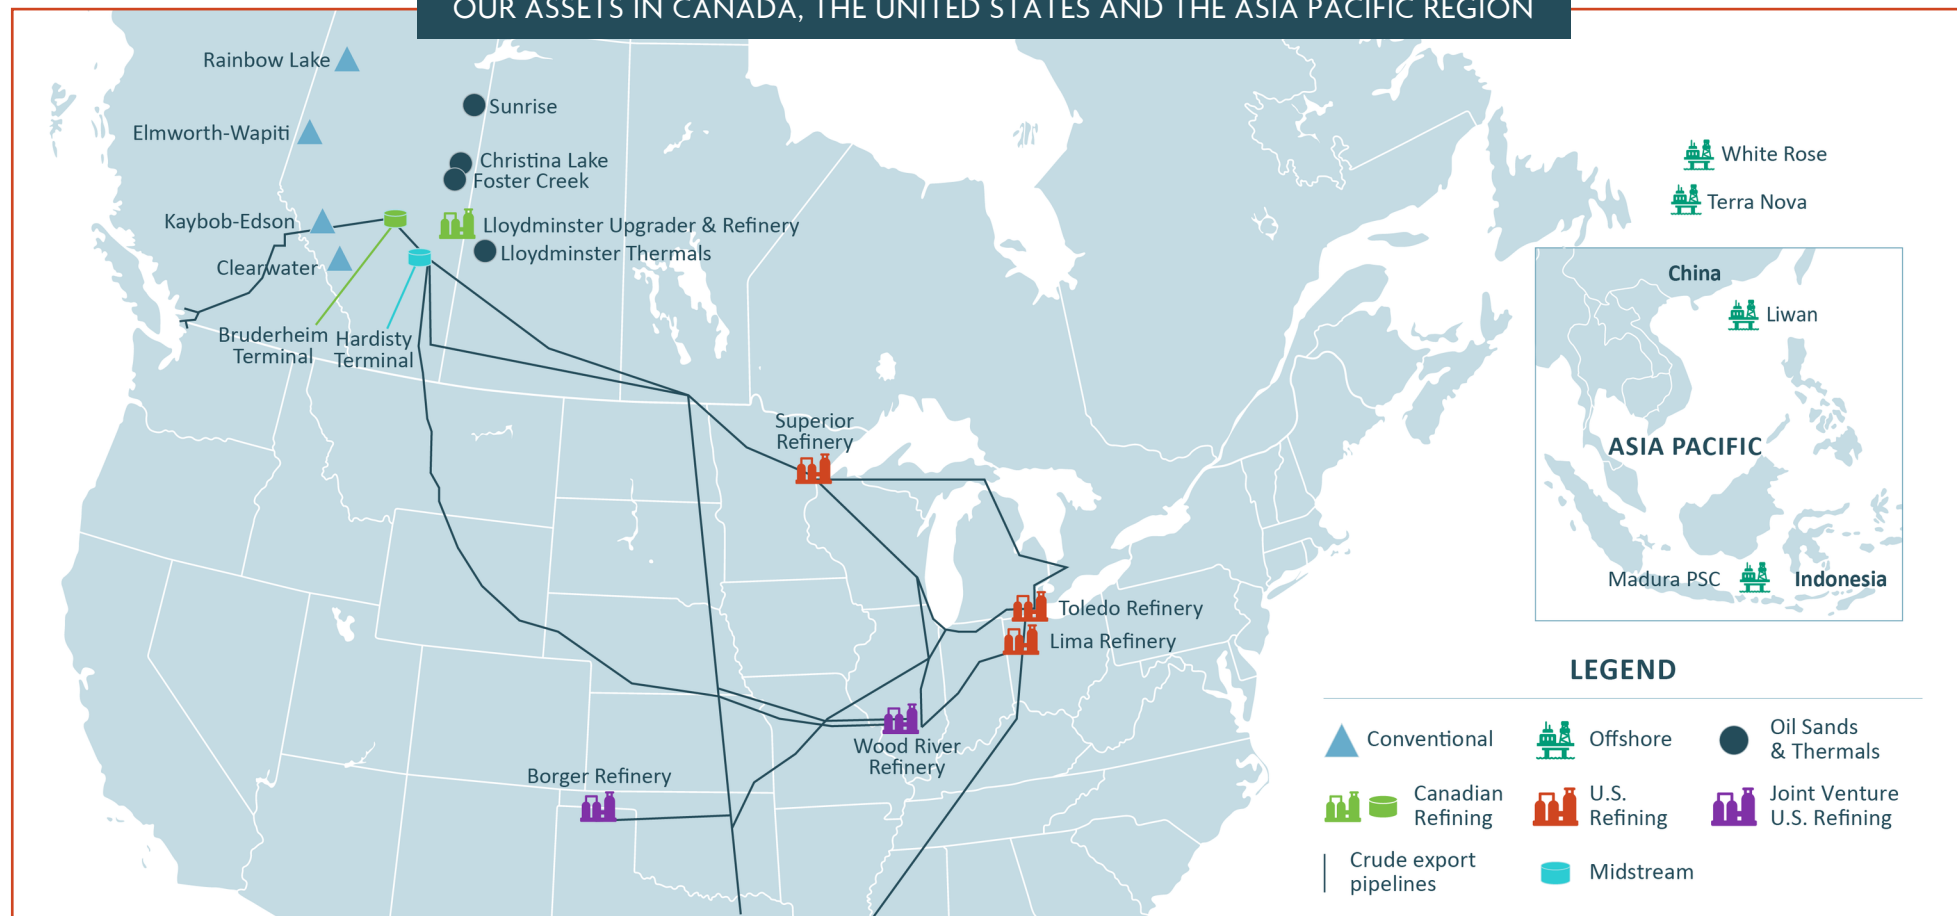 OUR ASSETS IN CANADA, THE UNITED STATES AND THE ASIA PACIFIC REGION
Rainbow Lake
Sunrise
Elmworth-Wapiti
Christina Lake
Foster Creek
Kaybob-Edson
Lloydminster Upgrader & Refinery
Lloydminster Thermals
Clearwater
Bruderheim
Terminal
Hardisty
Terminal
White Rose
Terra Nova
China
Liwan
ASIA PACIFIC
Madura PSC
Indonesia
Superior
Refinery
Toledo Refinery
Lima Refinery
Wood River
Refinery
Borger Refinery
LEGEND
Conventional
Offshore
Oil Sands
& Thermals
Canadian
Refining
U.S.
Refining
Joint Venture
U.S. Refining
Crude export
pipelines
Midstream